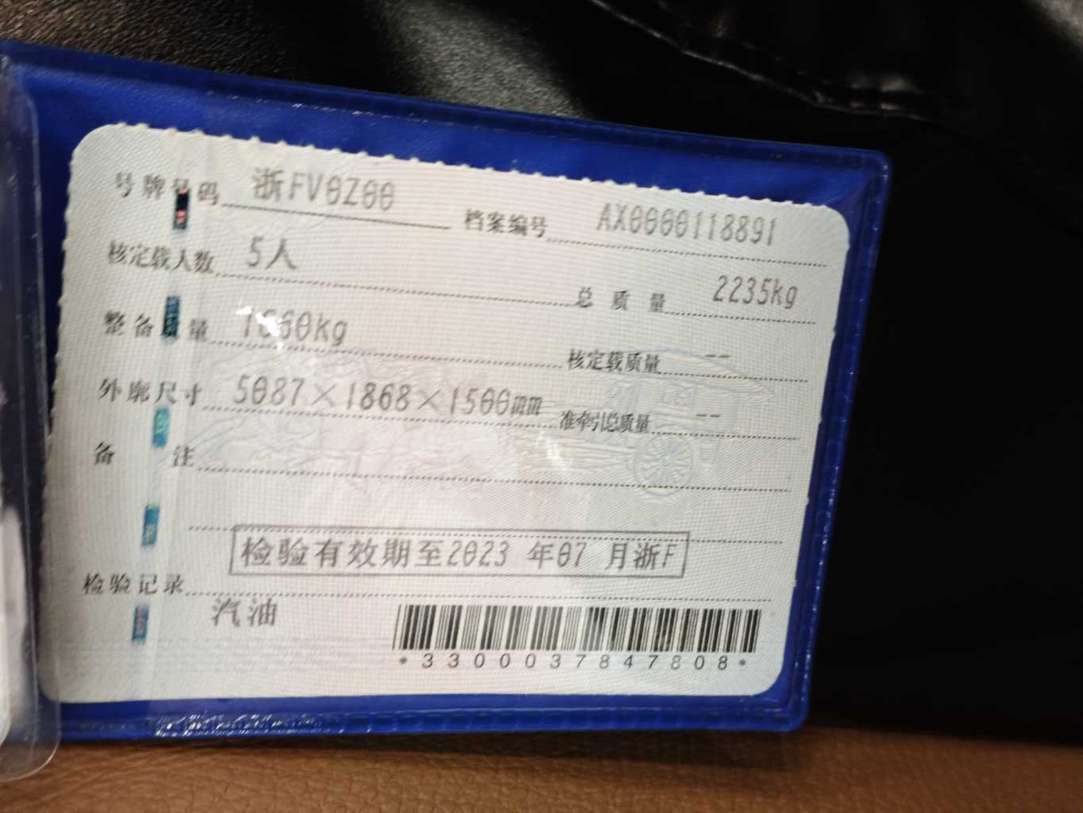 号牌号码 浙FV0Z00 档案编号 AX0000118891
核定载人数 5人 总质量 2235kg
整备质量 kg 核定载质量 --
外廓尺寸 5087×1868×1500mm 准牵引总质量 --
备注
检验有效期至2023 年07 月浙F
检验记录
汽油
*3300037847808*